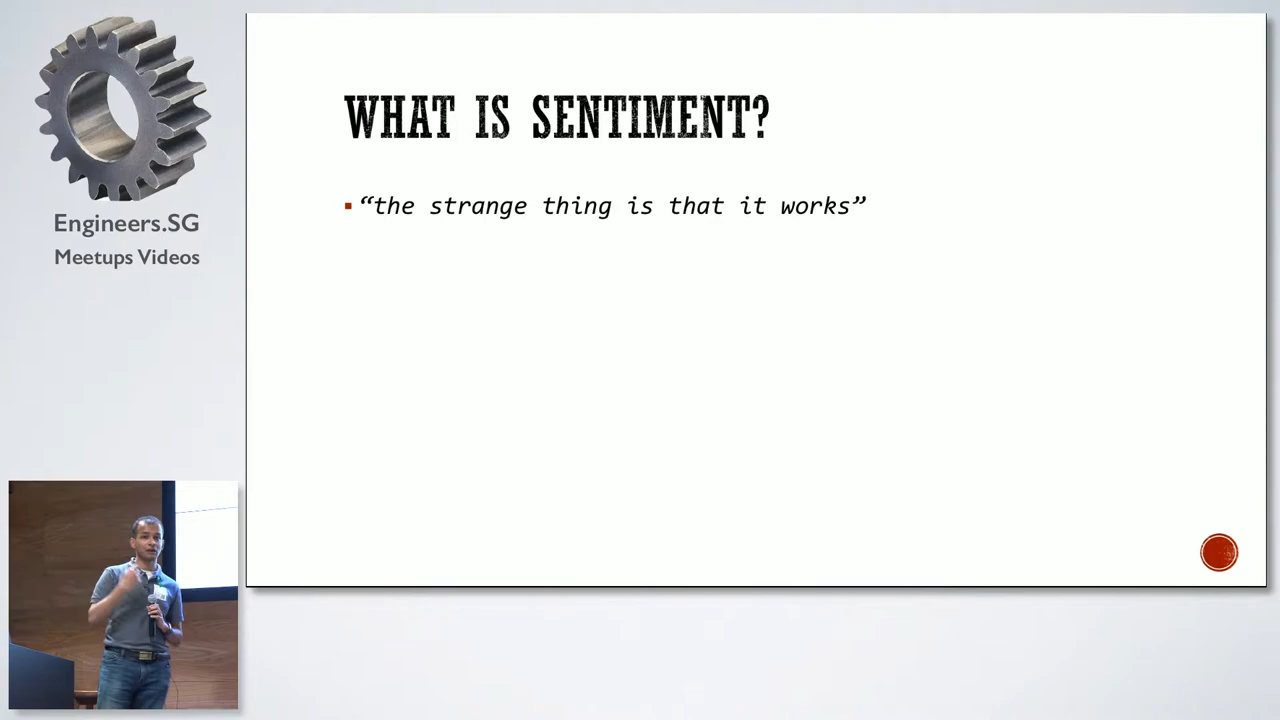 Engineers.SG
Meetups Videos
WHAT IS SENTIMENT?
“the strange thing is that it works”